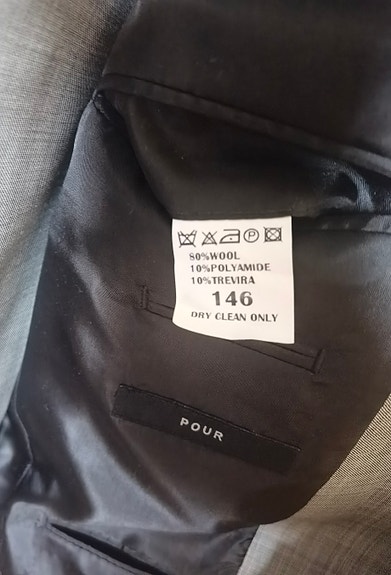 P
80%WOOL
10%POLYAMIDE
10%TREVIRA
146
DRY CLEAN ONLY
POUR